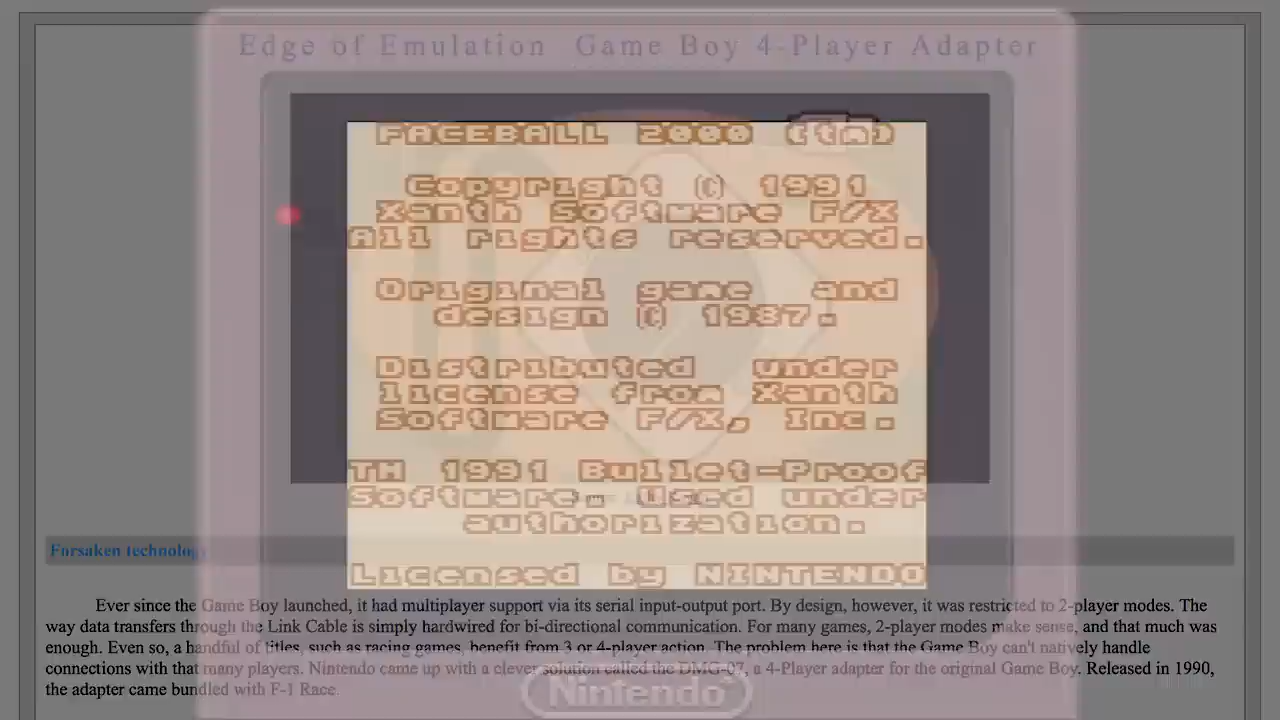 Edge of Emulation Game Boy 4-Player Adapter
FACEBALL 2000 (tm)
Copyright © 1991
Xanth Software F/X
All rights reserved.
Original game and
design © 1987.
Distributed under
license from Xanth
Software F/X, Inc.
TM 1991 Bullet-Proof
Software. Used under
authorization.
Licensed by NINTENDO
Forsaken technology
Ever since the Game Boy launched, it had multiplayer support via its serial input-output port. By design, however, it was restricted to 2-player modes. The
way data transfers through the Link Cable is simply hardwired for bi-directional communication. For many games, 2-player modes make sense, and that much was
enough. Even so, a handful of titles, such as racing games, benefit from 3 or 4-player action. The problem here is that the Game Boy can't natively handle
connections with that many players. Nintendo came up with a clever solution called the DMG-07, a 4-Player adapter for the original Game Boy. Released in 1990,
the adapter came bundled with F-1 Race
Nintendo